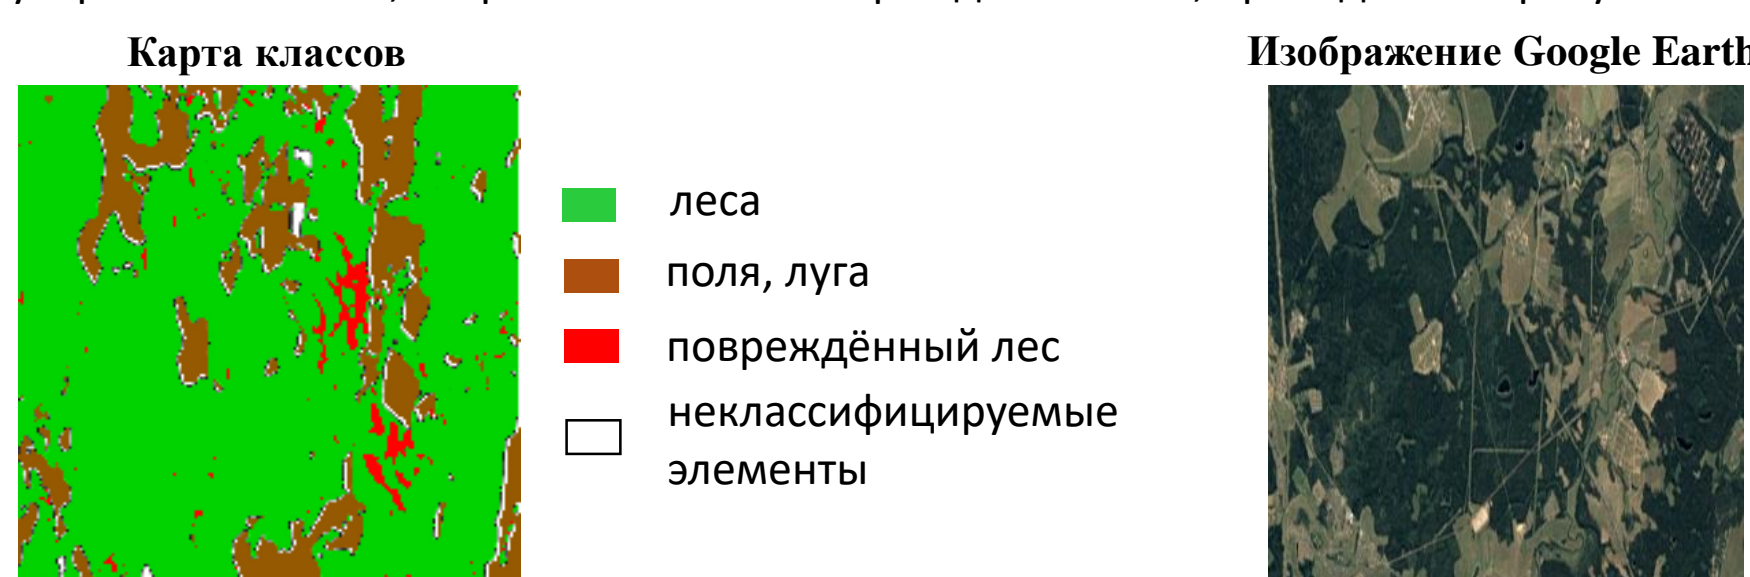 Карта классов
Изображение Google Earth
леса
поля, луга
повреждённый лес
неклассифицируемые
элементы